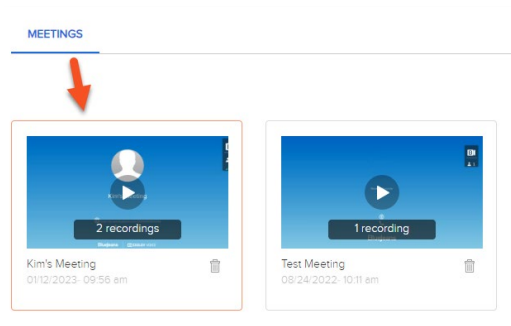 MEETINGS
2 recordings
1 recording
Kim's Meeting
01/12/2023- 09:56 am
Test Meeting
08/24/2022- 10:11 am